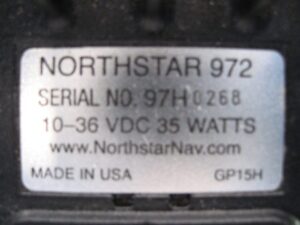 NORTHSTAR 972
SERIAL NO. 97H0268
10-36 VDC 35 WATTS
www.NorthstarNav.com
MADE IN USA GP15H